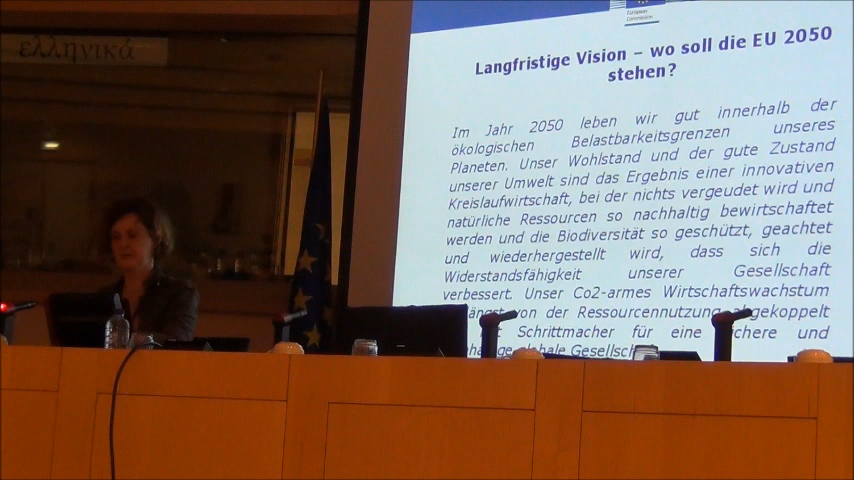 ελληνικά
European
Commission
Langfristige Vision – wo soll die EU 2050
stehen?
Im Jahr 2050 leben wir gut innerhalb der
ökologischen Belastbarkeitsgrenzen unseres
Planeten. Unser Wohlstand und der gute Zustand
unserer Umwelt sind das Ergebnis einer innovativen
Kreislaufwirtschaft, bei der nichts vergeudet wird und
natürliche Ressourcen so nachhaltig bewirtschaftet
werden und die Biodiversität so geschützt, geachtet
und wiederhergestellt wird, dass sich die
Widerstandsfähigkeit unserer Gesellschaft
verbessert. Unser Co2-armes Wirtschaftswachstum
von der Ressourcennutzung abgekoppelt
Schrittmacher für eine und